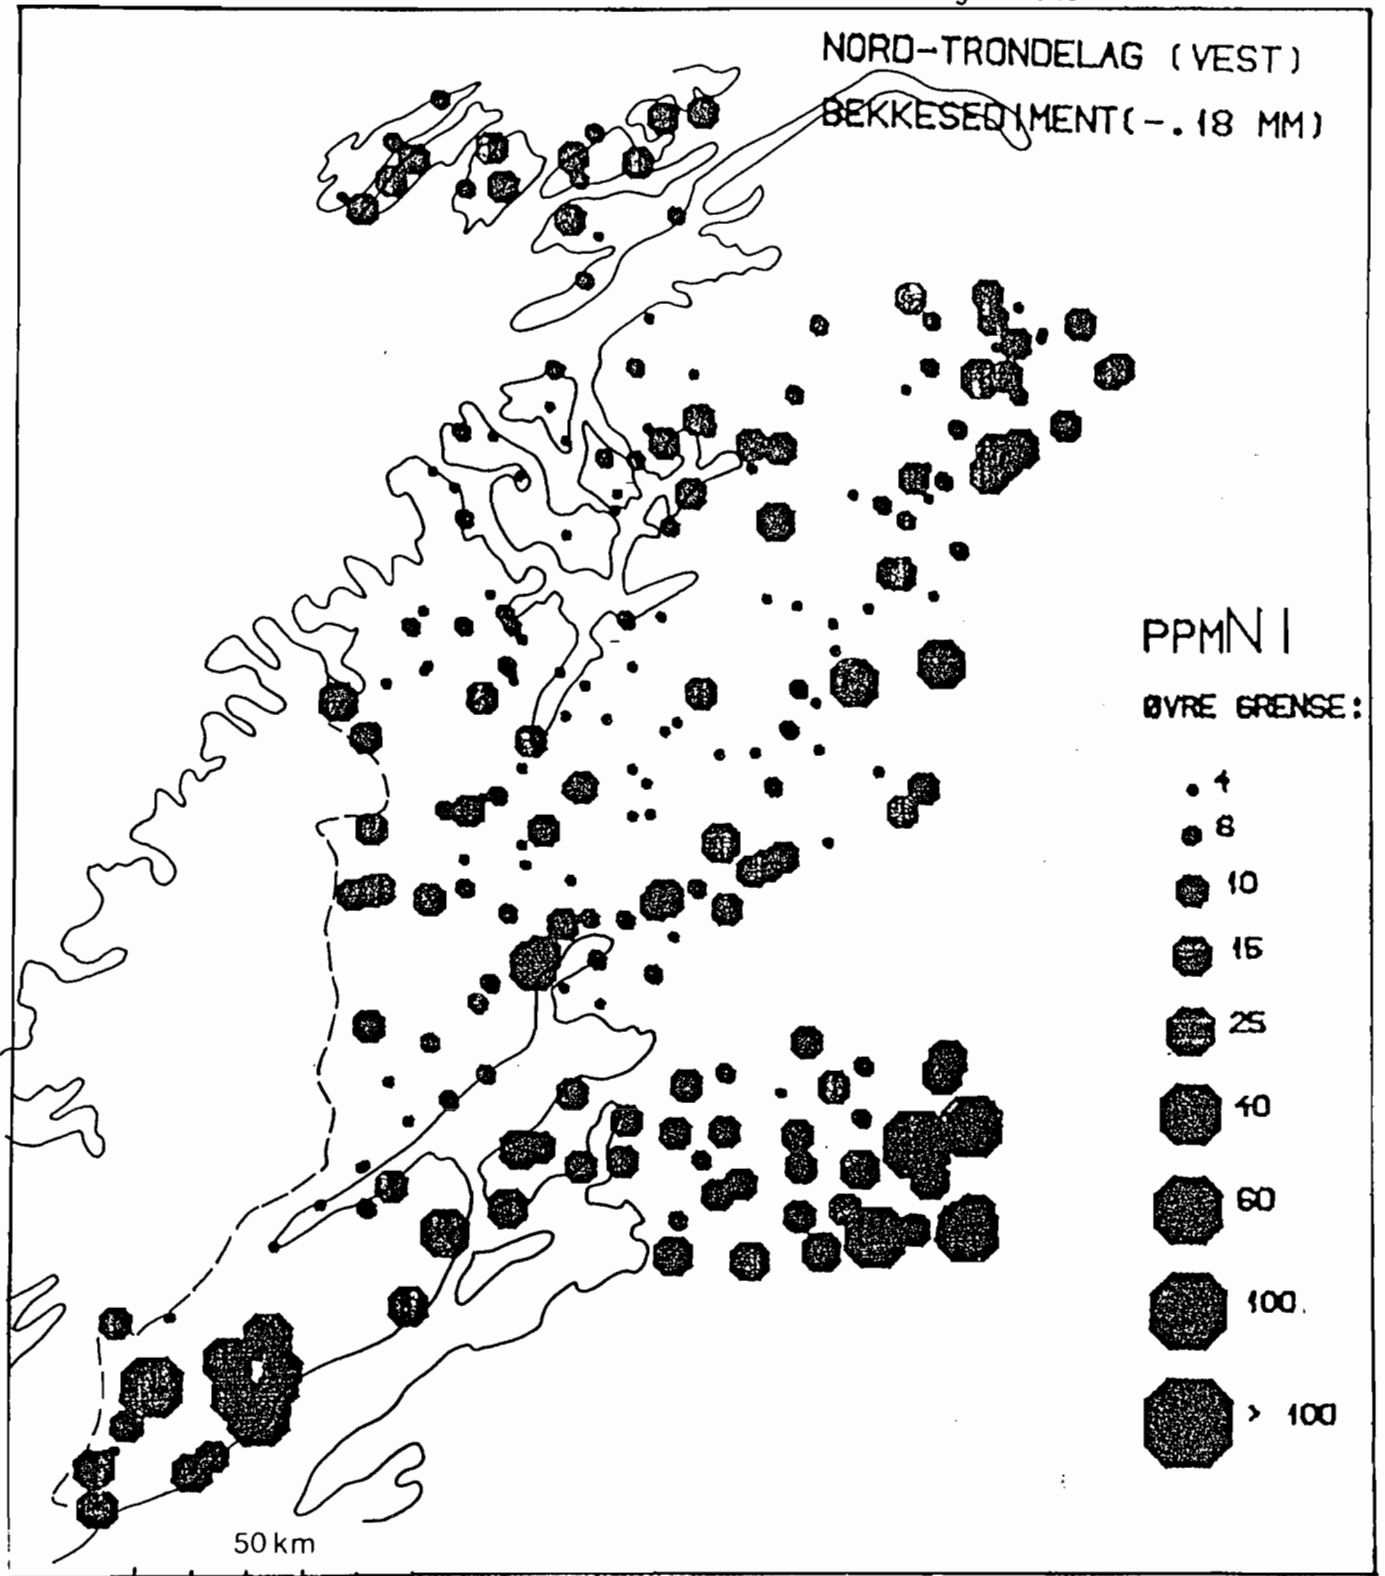 NORD-TRONDELAG (VEST)
BEKKESEDIMENT(-.18 MM)
PPMNI
ØVRE GRENSE:
4
8
10
15
25
40
60
100.
> 100
50 km